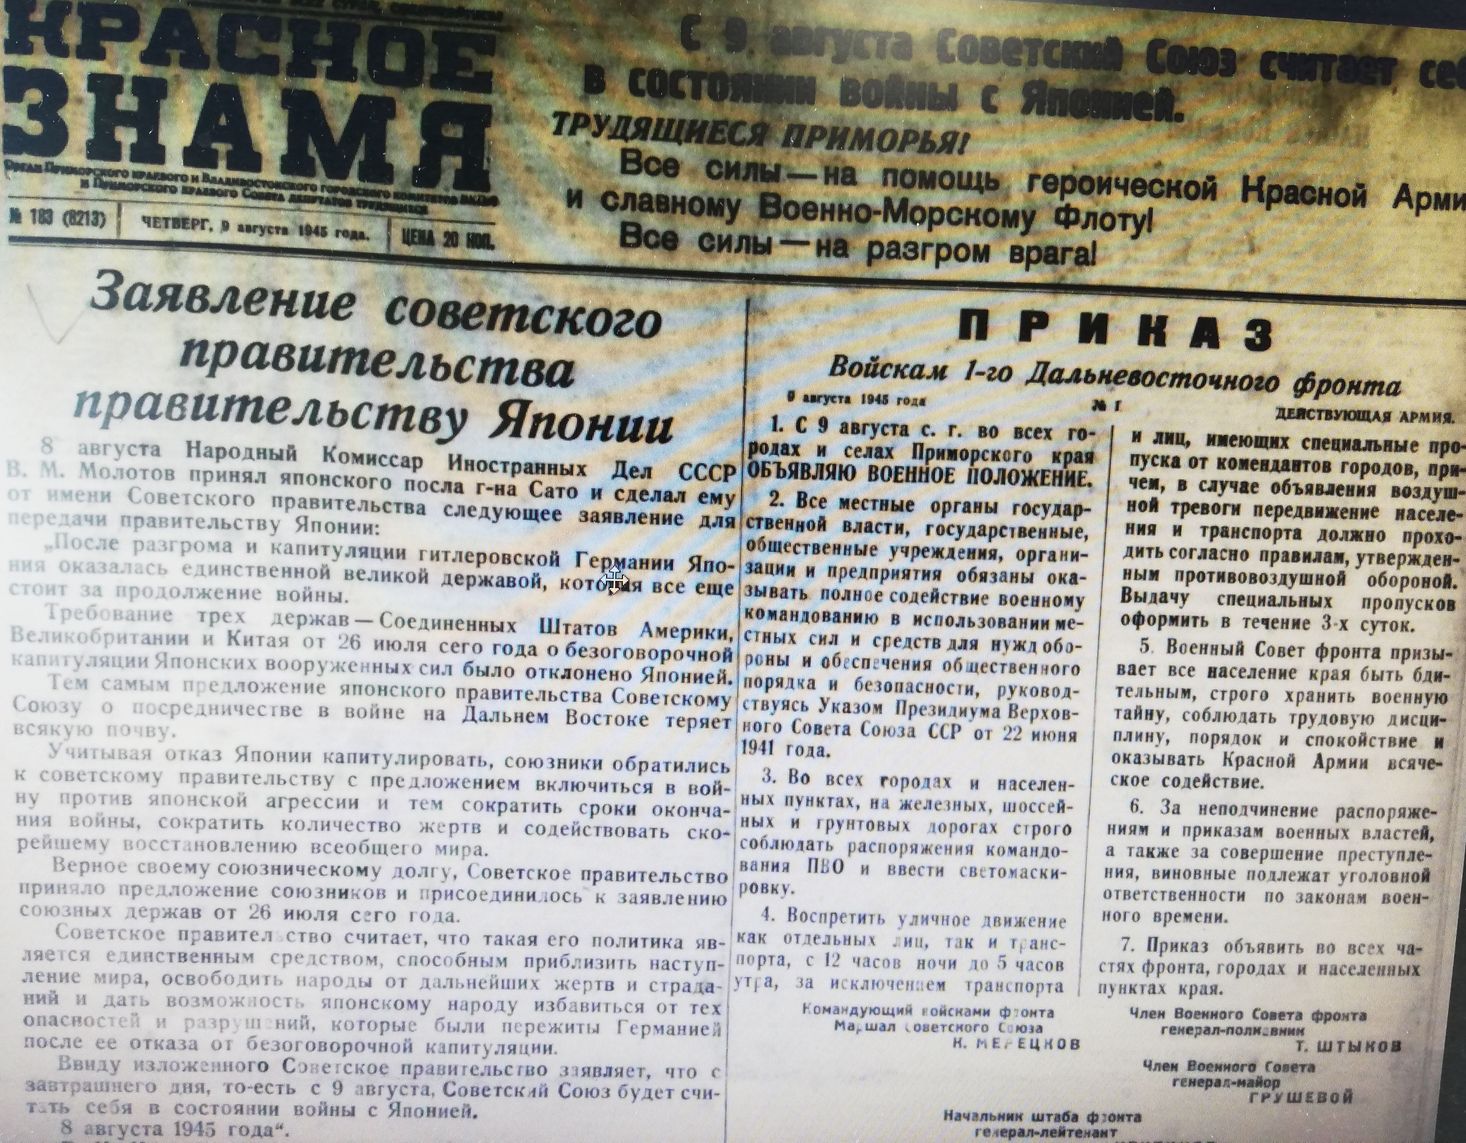 КРАСНОЕ
ЗНАМЯ
Орган Приморского краевого и Владивостокского городского комитетов ВКП(б)
и Приморского краевого Совета депутатов трудящихся
№ 183 (8213)
ЧЕТВЕРГ, 9 августа 1945 года.
ЦЕНА 20 КОП.
С 9 августа Советский Союз считает себ
в состоянии войны с Японией.
ТРУДЯЩИЕСЯ ПРИМОРЬЯ!
Все силы — на помощь героической Красной Арми
и славному Военно-Морскому Флоту!
Все силы — на разгром врага!
Заявление советского
правительства
правительству Японии
8 августа Народный Комиссар Иностранных Дел СССР
В. М. Молотов принял японского посла г-на Сато и сделал ему
от имени Советского правительства следующее заявление для
передачи правительству Японии:
„После разгрома и капитуляции гитлеровской Германии Япо-
ния оказалась единственной великой державой, которая все еще
стоит за продолжение войны.
Требование трех держав — Соединенных Штатов Америки,
Великобритании и Китая от 26 июля сего года о безоговорочной
капитуляции Японских вооруженных сил было отклонено Японией.
Тем самым предложение японского правительства Советскому
Союзу о посредничестве в войне на Дальнем Востоке теряет
всякую почву.
Учитывая отказ Японии капитулировать, союзники обратились
к советскому правительству с предложением включиться в вой-
ну против японской агрессии и тем сократить сроки оконча-
ния войны, сократить количество жертв и содействовать ско-
рейшему восстановлению всеобщего мира.
Верное своему союзническому долгу, Советское правительство
приняло предложение союзников и присоединилось к заявлению
союзных держав от 26 июля сего года.
Советское правител ство считает, что такая его политика яв-
ляется единственным средством, способным приблизить наступ-
ление мира, освободить народы от дальнейших жертв и страда-
ний и дать возможность японскому народу избавиться от тех
опасностей и разрушений, которые были пережиты Германией
после ее отказа от безоговорочной капитуляции.
Ввиду изложенного Советское правительство заявляет, что с
завтрашнего дня, то-есть с 9 августа, Советский Союз будет счи-
тать себя в состоянии войны с Японией.
8 августа 1945 года“.
ПРИКАЗ
Войскам 1-го Дальневосточного фронта
9 августа 1945 года
№ 1
ДЕЙСТВУЮЩАЯ АРМИЯ.
1. С 9 августа с. г. во всех го-
родах и селах Приморского края
ОБЪЯВЛЯЮ ВОЕННОЕ ПОЛОЖЕНИЕ.
2. Все местные органы государ-
ственной власти, государственные,
общественные учреждения, органи-
зации и предприятия обязаны ока-
зывать полное содействие военному
командованию в использовании ме-
стных сил и средств для нужд обо-
роны и обеспечения общественного
порядка и безопасности, руковод-
ствуясь Указом Президиума Верхов-
ного Совета Союза ССР от 22 июня
1941 года.
3. Во всех городах и населен-
ных пунктах, на железных, шоссей-
ных и грунтовых дорогах строго
соблюдать распоряжения командо-
вания ПВО и ввести светомаски-
ровку.
4. Воспретить уличное движение
как отдельных лиц, так и транс-
порта, с 12 часов ночи до 5 часов
утра, за исключением транспорта
и лиц, имеющих специальные про-
пуска от комендантов городов, при-
чем, в случае объявления воздуш-
ной тревоги передвижение населе-
ния и транспорта должно прохо-
дить согласно правилам, утвержден-
ным противовоздушной обороной.
Выдачу специальных пропусков
оформить в течение 3-х суток.
5. Военный Совет фронта призы-
вает все население края быть бди-
тельным, строго хранить военную
тайну, соблюдать трудовую дисци-
плину, порядок и спокойствие и
оказывать Красной Армии всяче-
ское содействие.
6. За неподчинение распоряже-
ниям и приказам военных властей,
а также за совершение преступле-
ния, виновные подлежат уголовной
ответственности по законам воен-
ного времени.
7. Приказ объявить во всех ча-
стях фронта, городах и населенных
пунктах края.
Командующий войсками фронта
Маршал Советского Союза
К. МЕРЕЦКОВ
Член Военного Совета фронта
генерал-полковник
Т. ШТЫКОВ
Член Военного Совета
генерал-майор
ГРУШЕВОЙ
Начальник штаба фронта
генерал-лейтенант